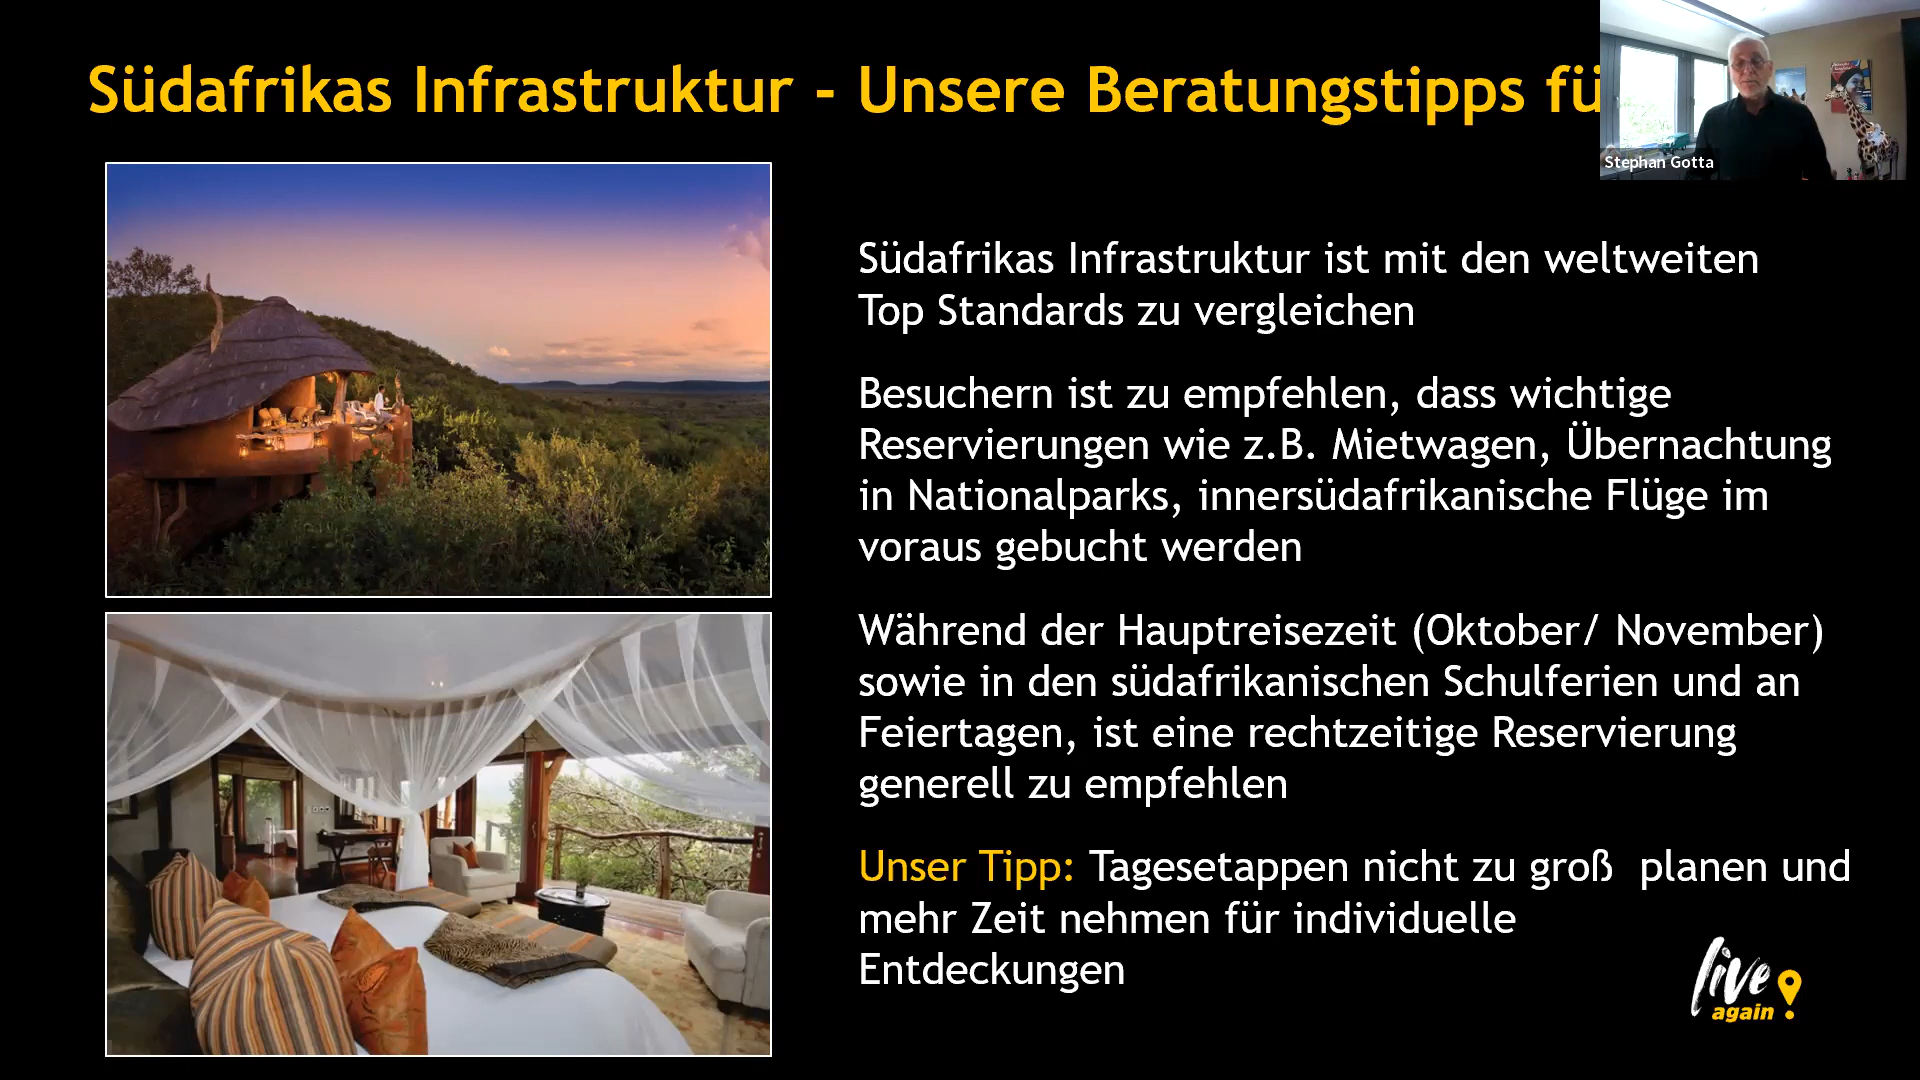 Südafrikas Infrastruktur - Unsere Beratungstipps fü
Stephan Gotta
Südafrikas Infrastruktur ist mit den weltweiten
Top Standards zu vergleichen
Besuchern ist zu empfehlen, dass wichtige
Reservierungen wie z.B. Mietwagen, Übernachtung
in Nationalparks, innersüdafrikanische Flüge im
voraus gebucht werden
Während der Hauptreisezeit (Oktober/ November)
sowie in den südafrikanischen Schulferien und an
Feiertagen, ist eine rechtzeitige Reservierung
generell zu empfehlen
Unser Tipp: Tagesetappen nicht zu groß  planen und
mehr Zeit nehmen für individuelle
Entdeckungen
live
again